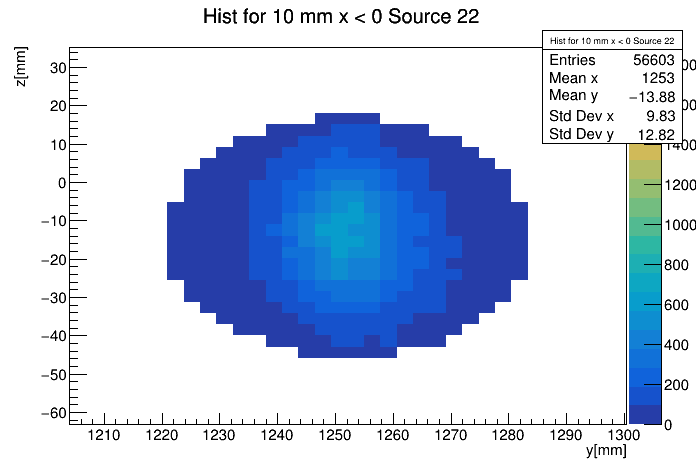 Hist for 10 mm x < 0 Source 22
Hist for 10 mm x < 0 Source 22
Entries 56603
Mean x 1253
Mean y −13.88
Std Dev x 9.83
Std Dev y 12.82
z[mm]
30
20
10
0
−10
−20
−30
−40
−50
−60
1210 1220 1230 1240 1250 1260 1270 1280 1290 1300
y[mm]
1400
1200
1000
800
600
400
200
0